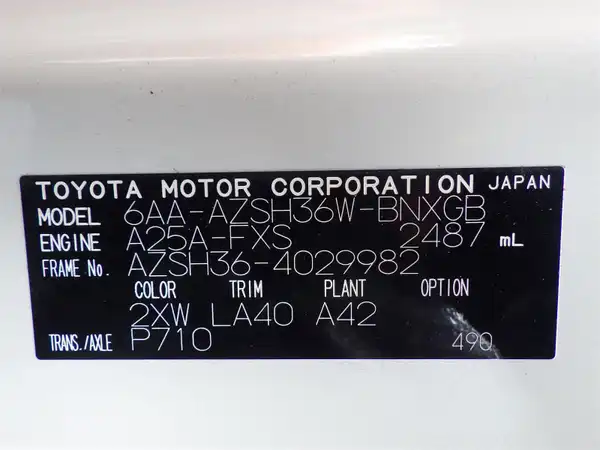 TOYOTA MOTOR CORPORATION JAPAN
MODEL 6AA-AZSH36W-BNXGB
ENGINE A25A-FXS 2487 mL
FRAME No. AZSH36-4029982
COLOR TRIM PLANT OPTION
2XW LA40 A42
TRANS./AXLE P710 490